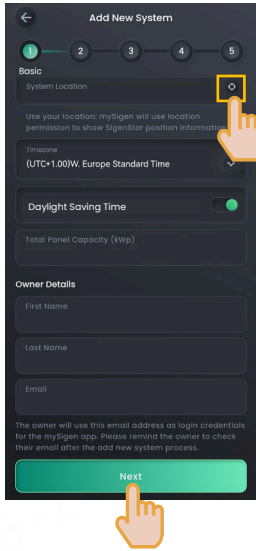 Add New System
1 2 3 4 5
Basic
System Location
Use your location: mySigen will use location
permission to show SigenStor position information
Timezone
(UTC+1.00)W. Europe Standard Time
Daylight Saving Time
Total Panel Capacity (kWp)
Owner Details
First Name
Last Name
Email
The owner will use this email address as login credentials
for the mySigen app. Please remind the owner to check
their email after the add new system process.
Next